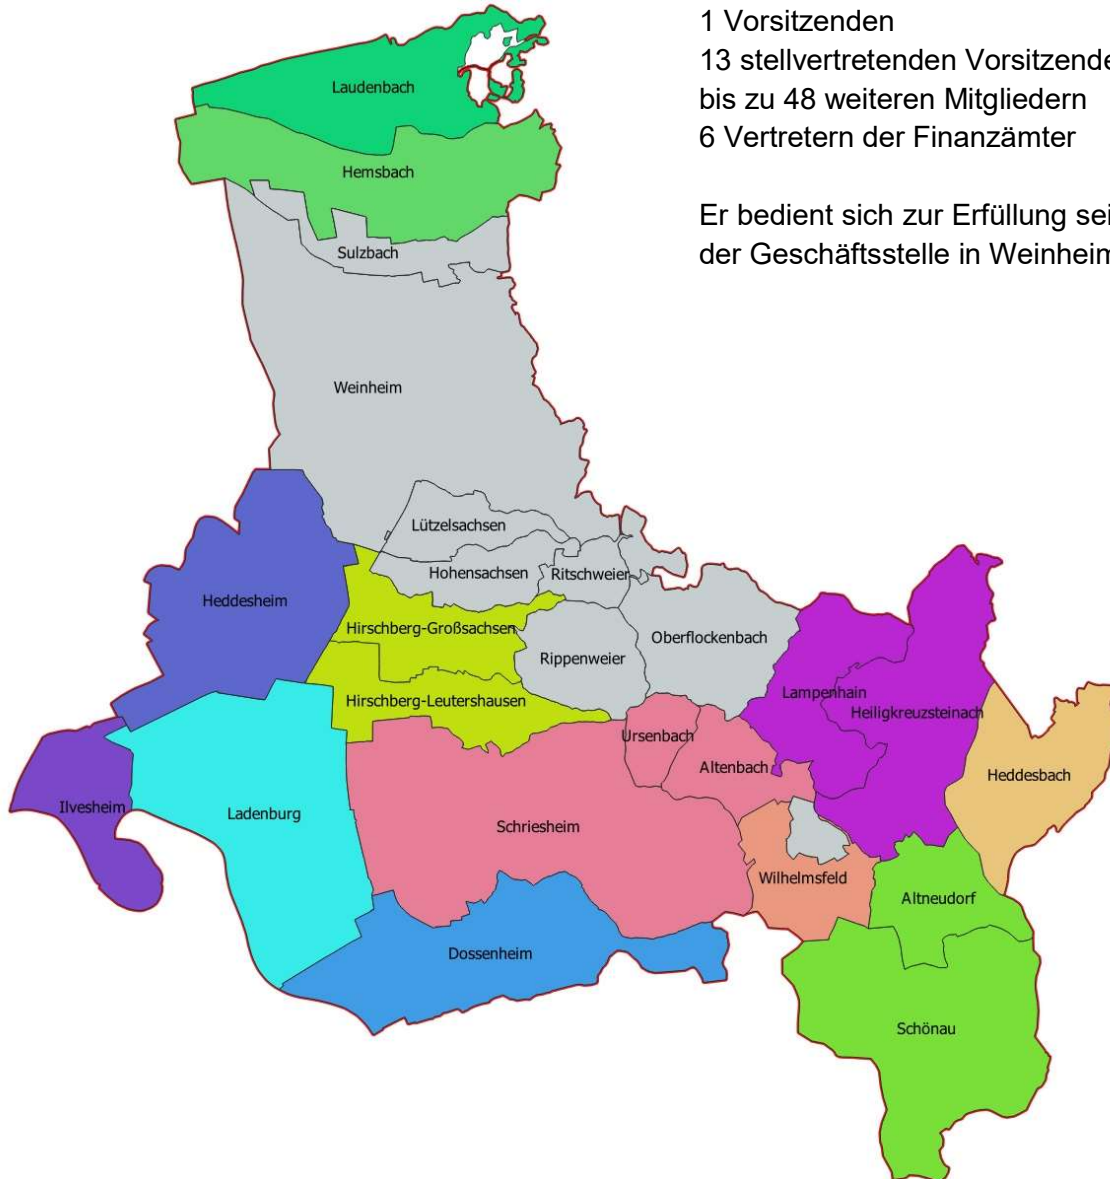 1 Vorsitzenden
13 stellvertretenden Vorsitzende
bis zu 48 weiteren Mitgliedern
6 Vertretern der Finanzämter
Er bedient sich zur Erfüllung sei
der Geschäftsstelle in Weinheim
Laudenbach
Hemsbach
Sulzbach
Weinheim
Lützelsachsen
Hohensachsen
Ritschweier
Heddesheim
Hirschberg-Großsachsen
Oberflockenbach
Rippenweier
Lampenhain
Hirschberg-Leutershausen
Heiligkreuzsteinach
Ursenbach
Altenbach
Heddesbach
Ilvesheim
Ladenburg
Schriesheim
Wilhelmsfeld
Altneudorf
Dossenheim
Schönau